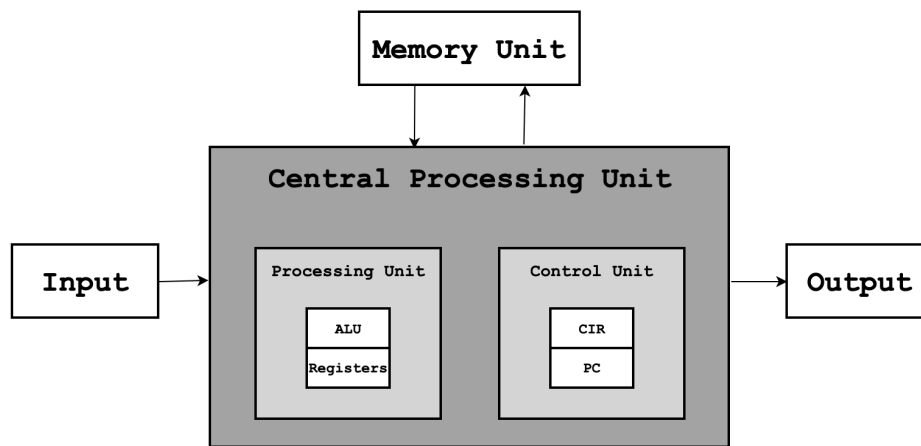 Memory Unit
Central Processing Unit
Input
Processing Unit
Control Unit
Output
ALU
CIR
Registers
PC